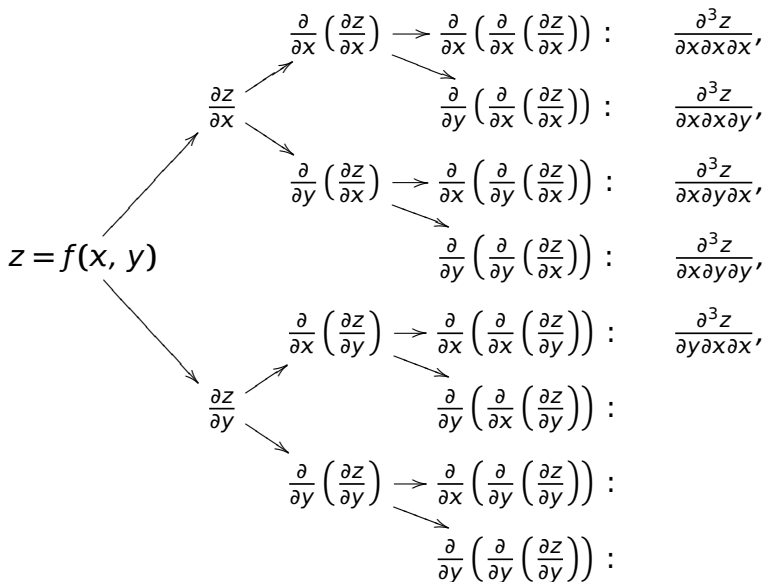 ∂/∂x (∂z/∂x) → ∂/∂x (∂/∂x (∂z/∂x)) : ∂³z/∂x∂x∂x,
∂z/∂x ∂/∂y (∂/∂x (∂z/∂x)) : ∂³z/∂x∂x∂y,
∂/∂y (∂z/∂x) → ∂/∂x (∂/∂y (∂z/∂x)) : ∂³z/∂x∂y∂x,
z = f(x, y) ∂/∂y (∂/∂y (∂z/∂x)) : ∂³z/∂x∂y∂y,
∂/∂x (∂z/∂y) → ∂/∂x (∂/∂x (∂z/∂y)) : ∂³z/∂y∂x∂x,
∂z/∂y ∂/∂y (∂/∂x (∂z/∂y)) :
∂/∂y (∂z/∂y) → ∂/∂x (∂/∂y (∂z/∂y)) :
∂/∂y (∂/∂y (∂z/∂y)) :